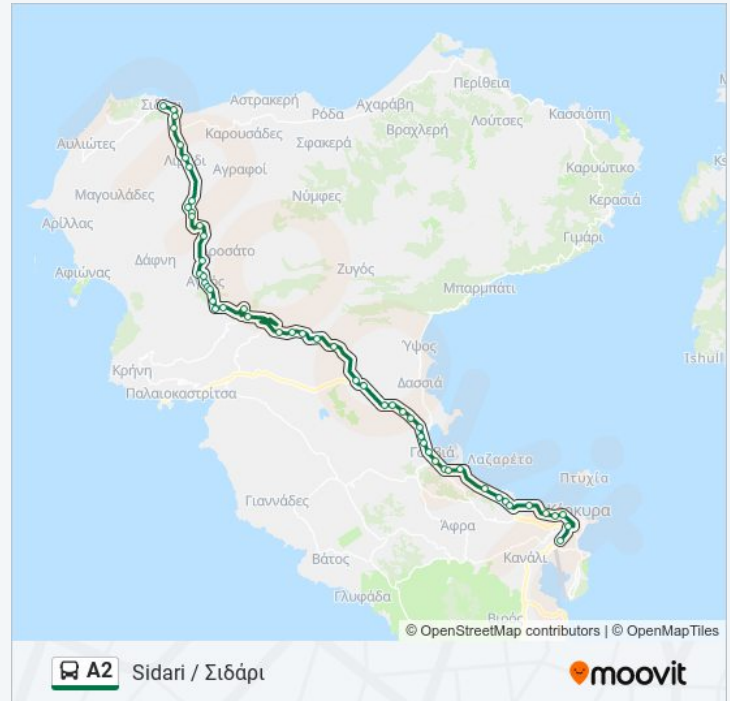 Περίθεια
Κασσιόπη
Αστρακερή
Ρόδα
Αχαράβη
Λούτσες
Βραχλερή
Καρουσάδες
Σφακερά
Αυλιώτες
Αγραφοί
Καρυώτικο
Μαγουλάδες
Νύμφες
Κερασιά
Αρίλλας
Γιμάρι
Δάφνη
Αφιώνας
Ζυγός
Μπαρμπάτι
Ύψος
Ishull
Κρήνη
Δασσιά
Παλαιοκαστρίτσα
Λαζαρέτο
Πτυχία
Γιαννάδες
Άφρα
Κανάλι
Βάτος
Γλυφάδα
© OpenStreetMap contributors | © OpenMapTiles
A2 Sidari / Σιδάρι
moovit